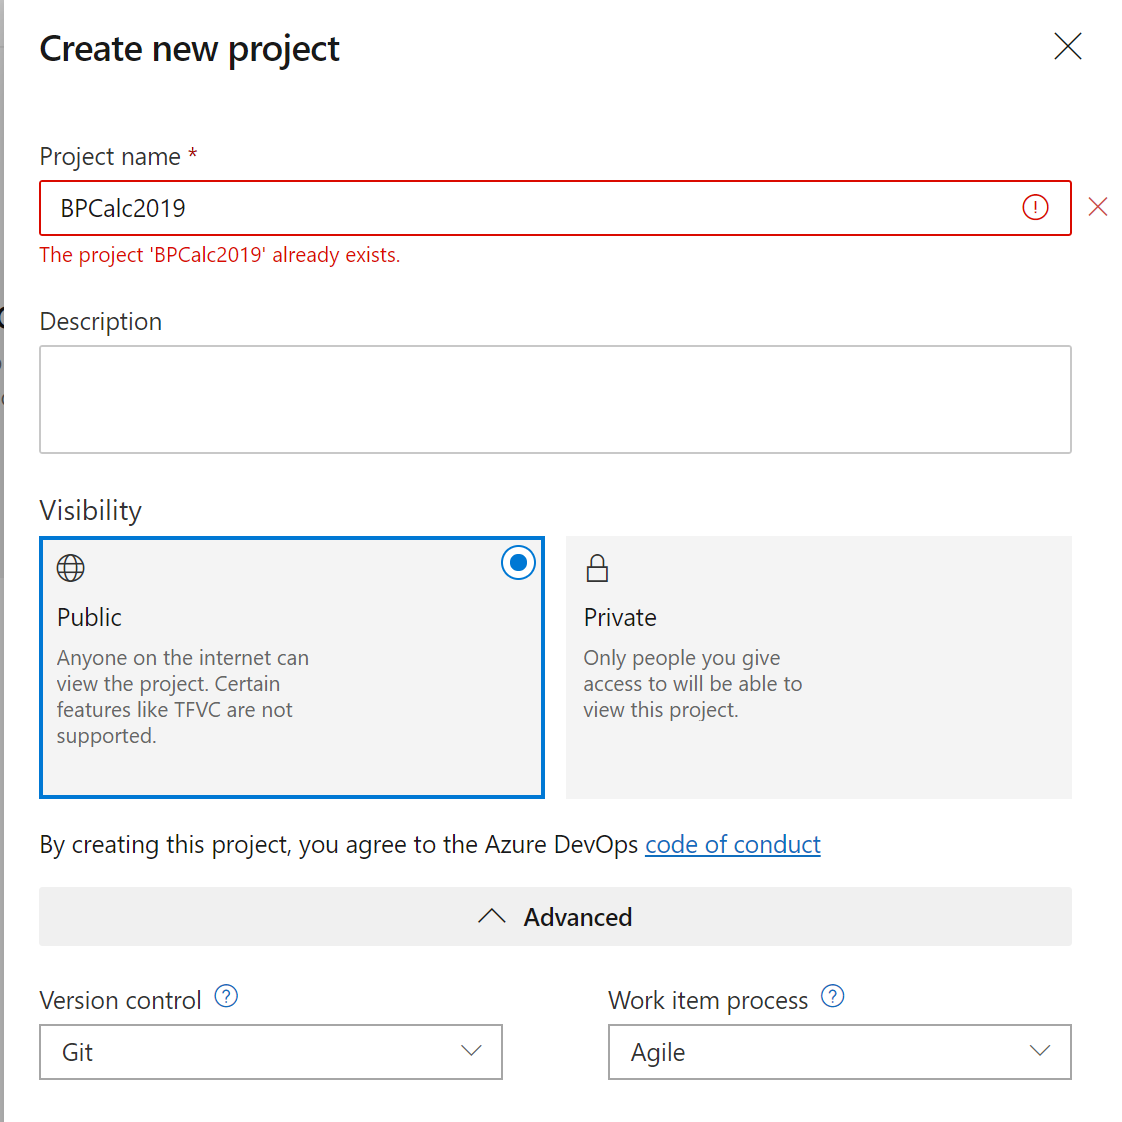 Create new project
Project name *
BPCalc2019
The project 'BPCalc2019' already exists.
Description
Visibility
Public
Anyone on the internet can
view the project. Certain
features like TFVC are not
supported.
Private
Only people you give
access to will be able to
view this project.
By creating this project, you agree to the Azure DevOps code of conduct
Advanced
Version control ?
Work item process ?
Git
Agile